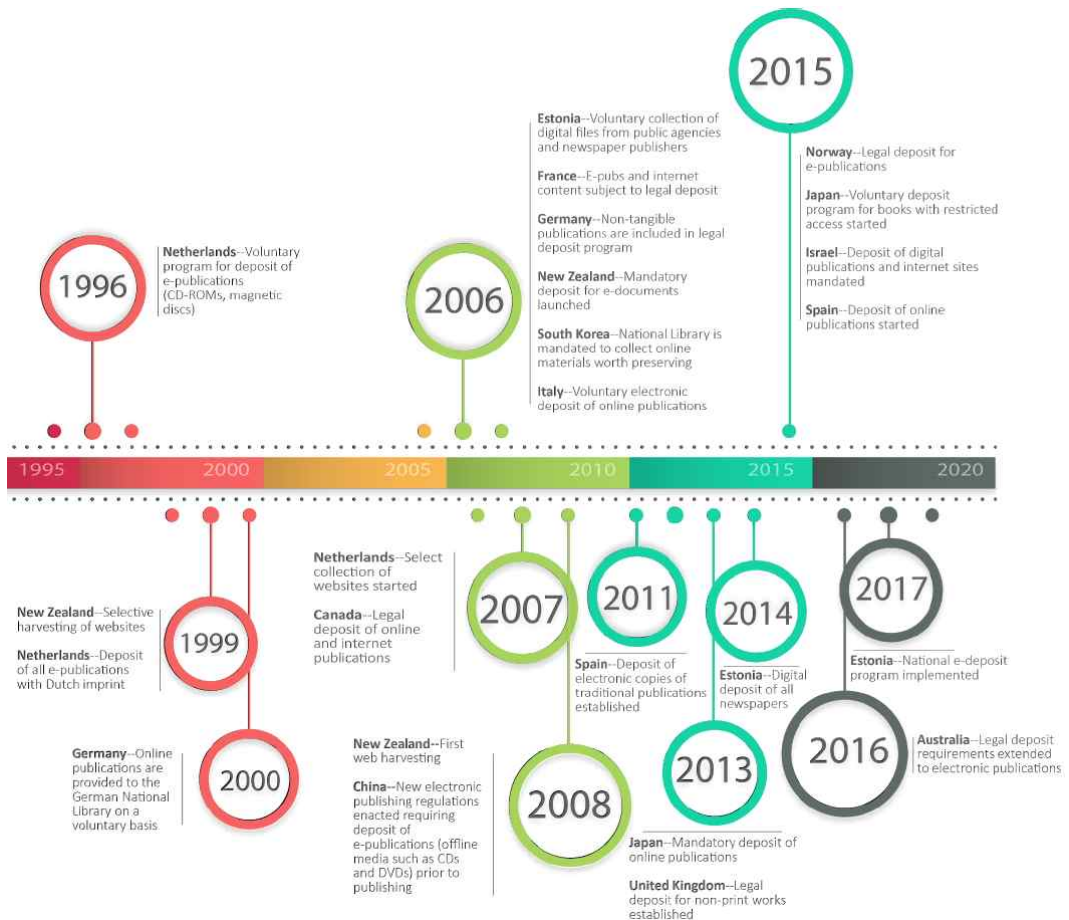 2015
Estonia--Voluntary collection of
digital files from public agencies
and newspaper publishers
France--E-pubs and internet
content subject to legal deposit
Germany--Non-tangible
publications are included in legal
deposit program
New Zealand--Mandatory
deposit for e-documents
launched
South Korea--National Library is
mandated to collect online
materials worth preserving
Italy--Voluntary electronic
deposit of online publications
Norway--Legal deposit for
e-publications
Japan--Voluntary deposit
program for books with restricted
access started
Israel--Deposit of digital
publications and internet sites
mandated
Spain--Deposit of online
publications started
1996
Netherlands--Voluntary
program for deposit of
e-publications
(CD-ROMs, magnetic
discs)
2006
1995
2000
2005
2010
2015
2020
New Zealand--Selective
harvesting of websites
Netherlands--Deposit
of all e-publications
with Dutch imprint
1999
Germany--Online
publications are
provided to the
German National
Library on a
voluntary basis
2000
Netherlands--Select
collection of
websites started
Canada--Legal
deposit of online
and internet
publications
2007
New Zealand--First
web harvesting
China--New electronic
publishing regulations
enacted requiring
deposit of
e-publications (offline
media such as CDs
and DVDs) prior to
publishing
2008
2011
Spain--Deposit of
electronic copies of
traditional publications
established
2014
Estonia--Digital
deposit of all
newspapers
2013
Japan--Mandatory deposit of
online publications
United Kingdom--Legal
deposit for non-print works
established
2017
Estonia--National e-deposit
program implemented
2016
Australia--Legal deposit
requirements extended
to electronic publications